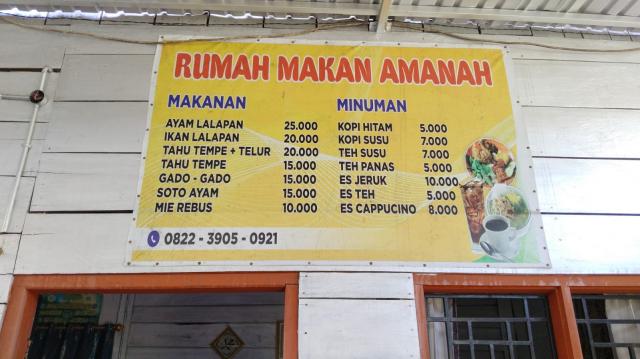 RUMAH MAKAN AMANAH
MAKANAN
AYAM LALAPAN 25.000
IKAN LALAPAN 20.000
TAHU TEMPE + TELUR 20.000
TAHU TEMPE 15.000
GADO - GADO 15.000
SOTO AYAM 15.000
MIE REBUS 10.000
MINUMAN
KOPI HITAM 5.000
KOPI SUSU 7.000
TEH SUSU 7.000
TEH PANAS 5.000
ES JERUK 10.000
ES TEH 5.000
ES CAPPUCINO 8.000
0822 - 3905 - 0921